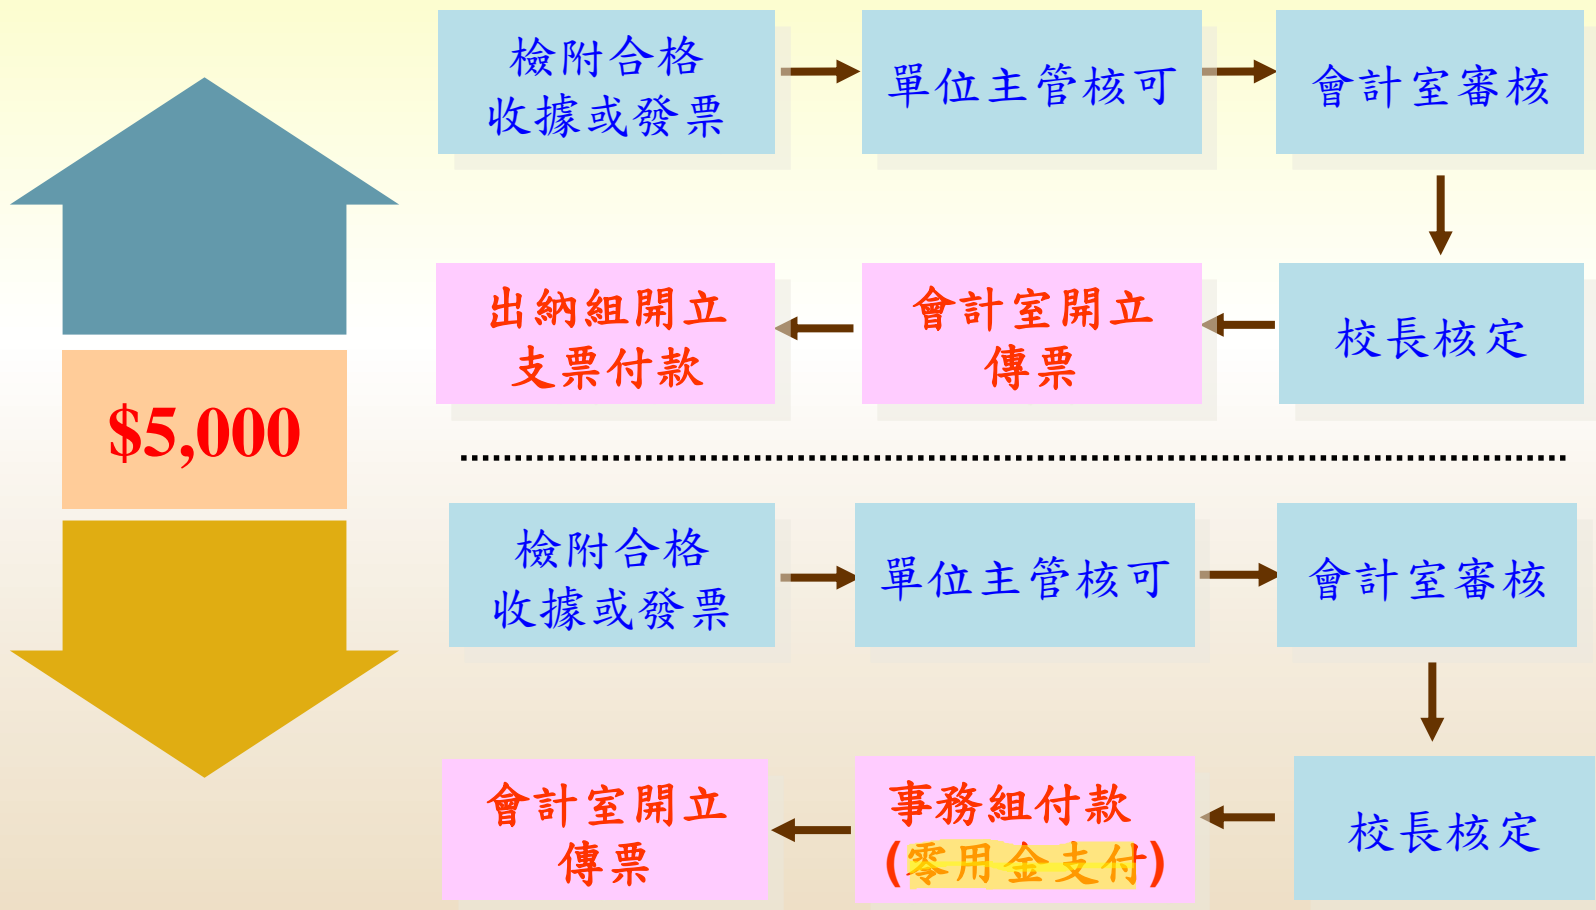 檢附合格
收據或發票
單位主管核可
會計室審核
出納組開立
支票付款
會計室開立
傳票
校長核定
$5,000
檢附合格
收據或發票
單位主管核可
會計室審核
會計室開立
傳票
事務組付款
(零用金支付)
校長核定